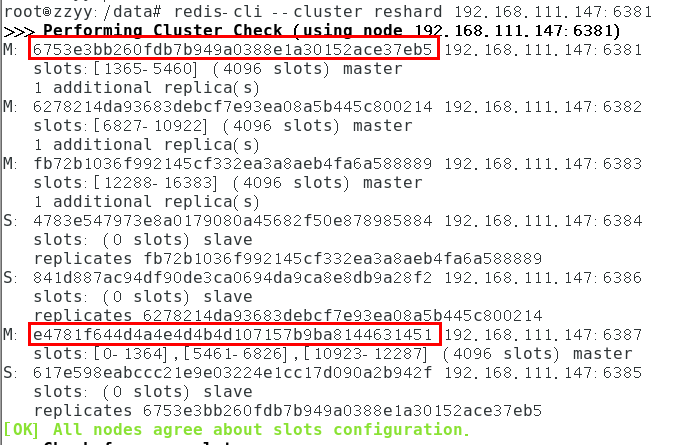 root@zzyy:/data# redis-cli --cluster reshard 192.168.111.147:6381
>>> Performing Cluster Check (using node 192.168.111.147:6381)
M: 6753e3bb260fdb7b949a0388e1a30152ace37eb5 192.168.111.147:6381
slots:[1365-5460] (4096 slots) master
1 additional replica(s)
M: 6278214da93683debcf7e93ea08a5b445c800214 192.168.111.147:6382
slots:[6827-10922] (4096 slots) master
1 additional replica(s)
M: fb72b1036f992145cf332ea3a8aeb4fa6a588889 192.168.111.147:6383
slots:[12288-16383] (4096 slots) master
1 additional replica(s)
S: 4783e547973e8a0179080a45682f50e878985884 192.168.111.147:6384
slots: (0 slots) slave
replicates fb72b1036f992145cf332ea3a8aeb4fa6a588889
S: 841d887ac94df90de3ca0694da9ca8e8db9a28f2 192.168.111.147:6386
slots: (0 slots) slave
replicates 6278214da93683debcf7e93ea08a5b445c800214
M: e4781f644d4a4e4d4b4d107157b9ba8144631451 192.168.111.147:6387
slots:[0-1364],[5461-6826],[10923-12287] (4096 slots) master
S: 617e598eabccc21e9e03224e1cc17d090a2b942f 192.168.111.147:6385
slots: (0 slots) slave
replicates 6753e3bb260fdb7b949a0388e1a30152ace37eb5
[OK] All nodes agree about slots configuration.